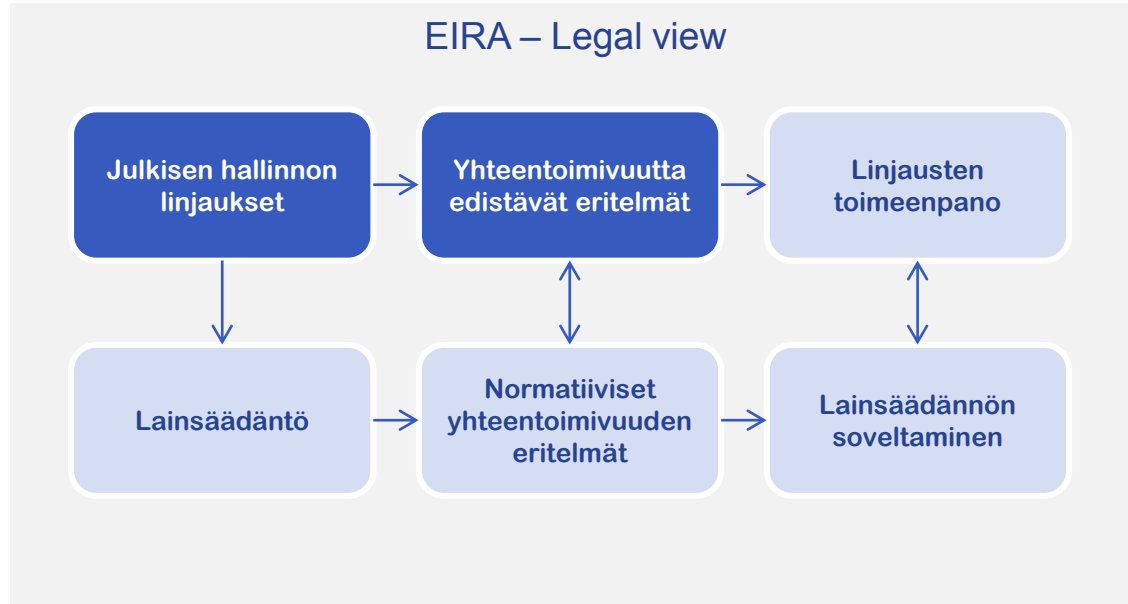 EIRA – Legal view
Julkisen hallinnon
linjaukset
Yhteentoimivuutta
edistävät eritelmät
Linjausten
toimeenpano
Lainsäädäntö
Normatiiviset
yhteentoimivuuden
eritelmät
Lainsäädännön
soveltaminen